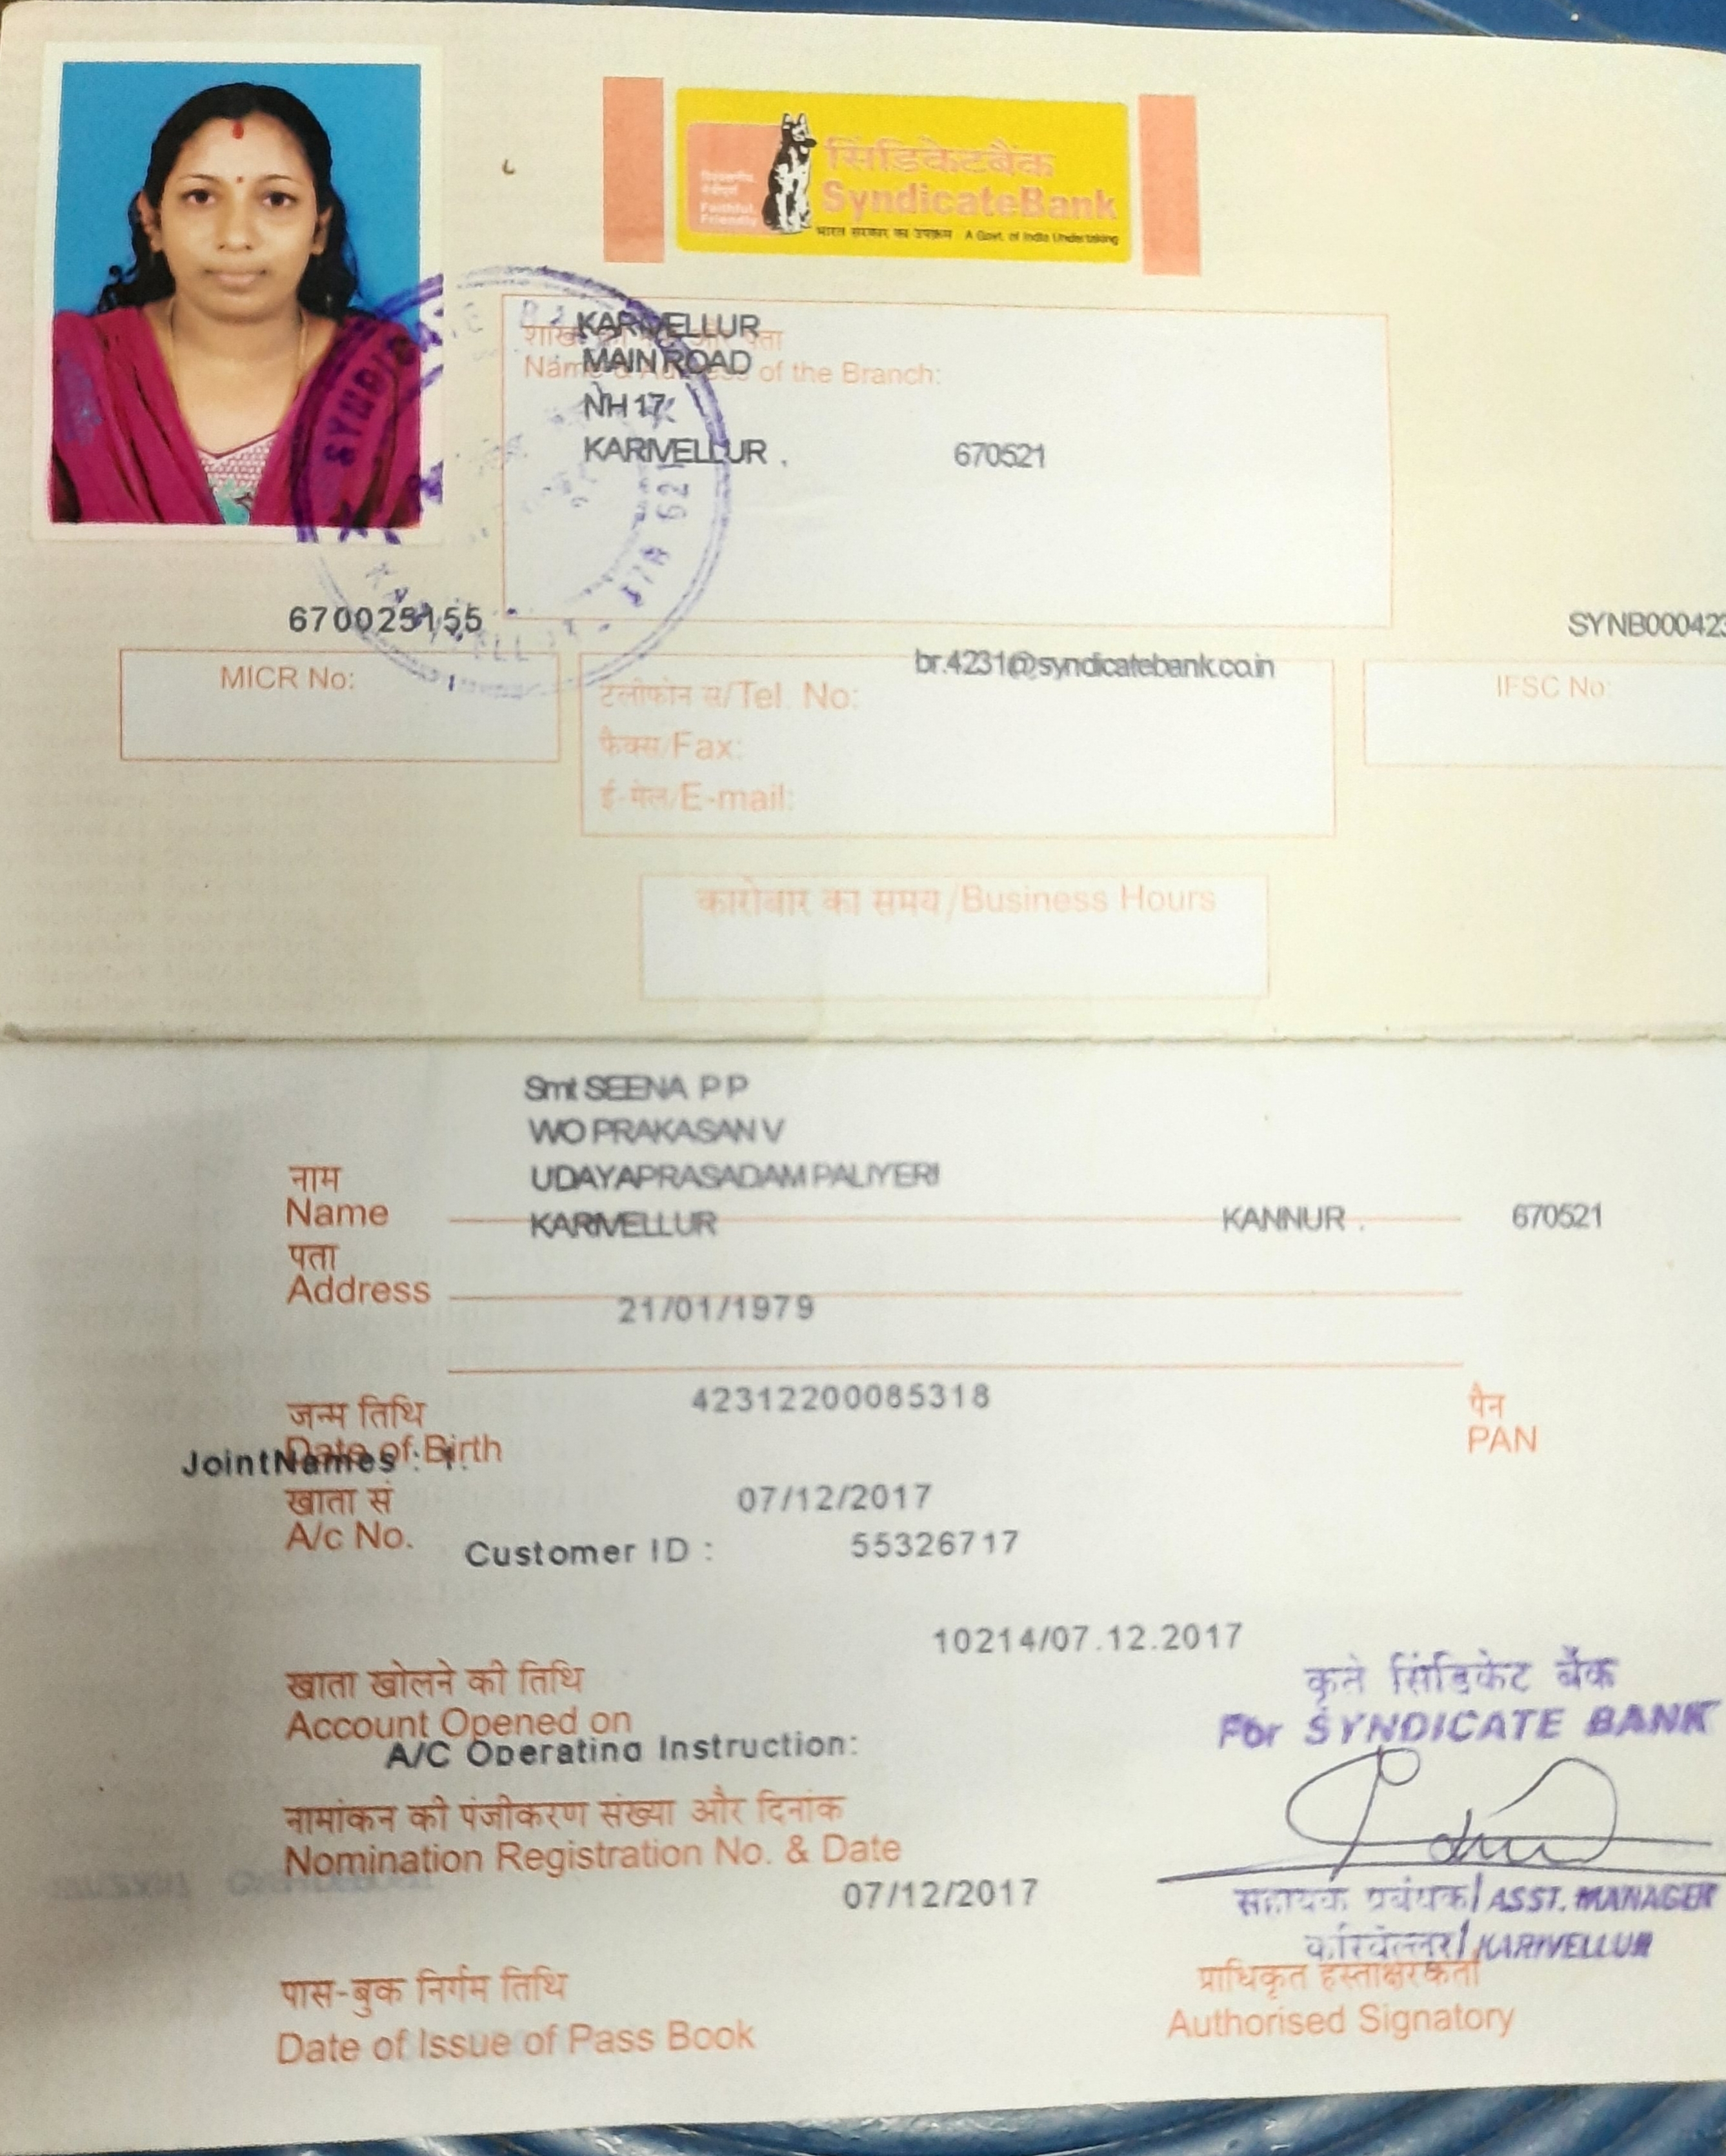 सिंडिकेटबैंक
SyndicateBank
Faithful, Friendly
भारत सरकार का उपक्रम A Govt. of India Undertaking
KARIVELLUR
MAIN ROAD
Name & Address of the Branch:
NH 17
KARIVELLUR . 670521
670025155
SYNB000423
MICR No:
br.4231@syndicatebank.co.in
टेलीफोन सं/Tel. No:
IFSC No:
फैक्स/Fax:
ई-मेल/E-mail:
कारोबार का समय/Business Hours
Smt SEENA P P
WO PRAKASAN V
UDAYAPRASADAM PALIYERI
नाम
Name
KARIVELLUR KANNUR . 670521
पता
Address
21/01/1979
42312200085318
पैन
PAN
जन्म तिथि
Date of Birth
JointNames : 1.
खाता सं
A/c No.
07/12/2017
Customer ID : 55326717
10214/07.12.2017
खाता खोलने की तिथि
Account Opened on
A/C Operating Instruction:
कृते सिंडिकेट बैंक
For SYNDICATE BANK
नामांकन की पंजीकरण संख्या और दिनांक
Nomination Registration No. & Date
07/12/2017
सहायक प्रबंधक/ASST. MANAGER
करिवेल्लूर/KARIVELLUR
पास-बुक निर्गम तिथि
Date of Issue of Pass Book
प्राधिकृत हस्ताक्षरकर्ता
Authorised Signatory